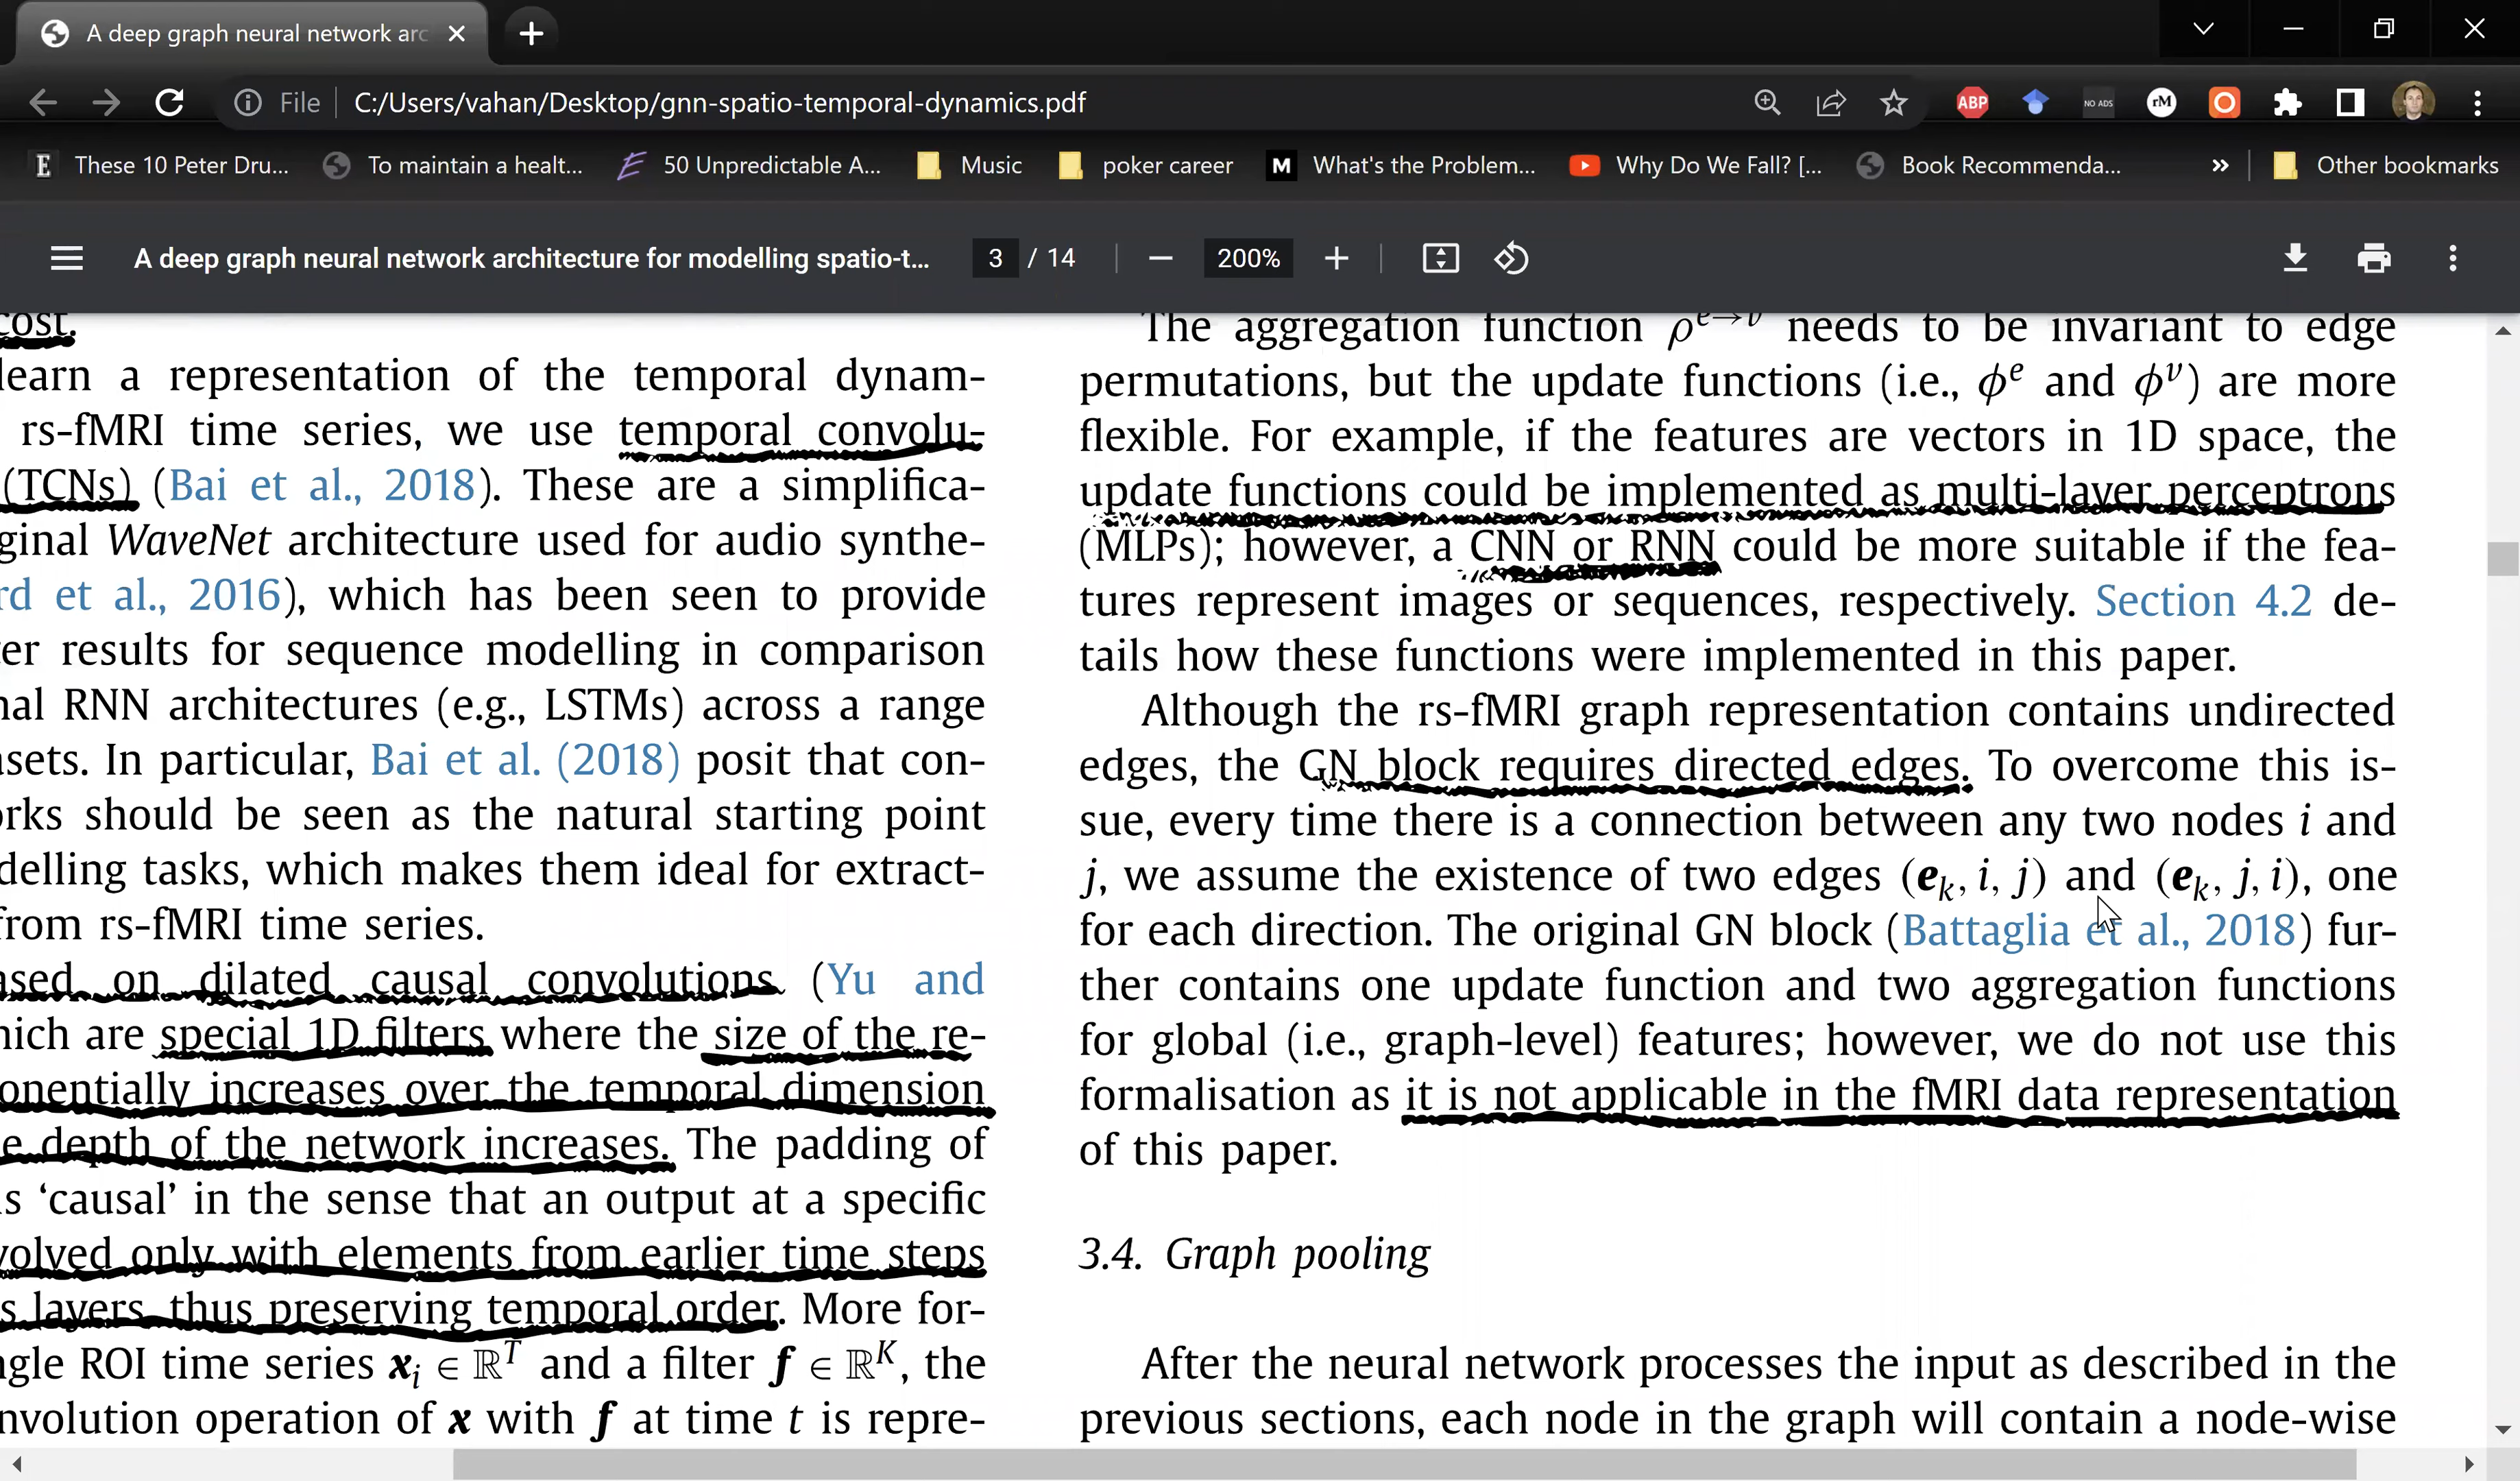 A deep graph neural network arc
File
C:/Users/vahan/Desktop/gnn-spatio-temporal-dynamics.pdf
ABP
NO ADS
rM
E These 10 Peter Dru...
To maintain a healt...
50 Unpredictable A...
Music
poker career
M What's the Problem...
Why Do We Fall? [...
Book Recommenda...
»
Other bookmarks
A deep graph neural network architecture for modelling spatio-t...
3 / 14
200%
cost.
learn a representation of the temporal dynam-
rs-fMRI time series, we use temporal convolu-
(TCNs) (Bai et al., 2018). These are a simplifica-
ginal WaveNet architecture used for audio synthe-
rd et al., 2016), which has been seen to provide
ter results for sequence modelling in comparison
nal RNN architectures (e.g., LSTMs) across a range
asets. In particular, Bai et al. (2018) posit that con-
orks should be seen as the natural starting point
delling tasks, which makes them ideal for extract-
from rs-fMRI time series.
ased on dilated causal convolutions (Yu and
hich are special 1D filters where the size of the re-
onentially increases over the temporal dimension
e depth of the network increases. The padding of
is ‘causal’ in the sense that an output at a specific
volved only with elements from earlier time steps
s layers, thus preserving temporal order. More for-
ngle ROI time series xᵢ ∈ ℝᵀ and a filter f ∈ ℝᴷ, the
nvolution operation of x with f at time t is repre-
The aggregation function ρᵉ→ᵛ needs to be invariant to edge
permutations, but the update functions (i.e., ϕᵉ and ϕᵛ) are more
flexible. For example, if the features are vectors in 1D space, the
update functions could be implemented as multi-layer perceptrons
(MLPs); however, a CNN or RNN could be more suitable if the fea-
tures represent images or sequences, respectively. Section 4.2 de-
tails how these functions were implemented in this paper.
Although the rs-fMRI graph representation contains undirected
edges, the GN block requires directed edges. To overcome this is-
sue, every time there is a connection between any two nodes i and
j, we assume the existence of two edges (eₖ, i, j) and (eₖ, j, i), one
for each direction. The original GN block (Battaglia et al., 2018) fur-
ther contains one update function and two aggregation functions
for global (i.e., graph-level) features; however, we do not use this
formalisation as it is not applicable in the fMRI data representation
of this paper.
3.4. Graph pooling
After the neural network processes the input as described in the
previous sections, each node in the graph will contain a node-wise